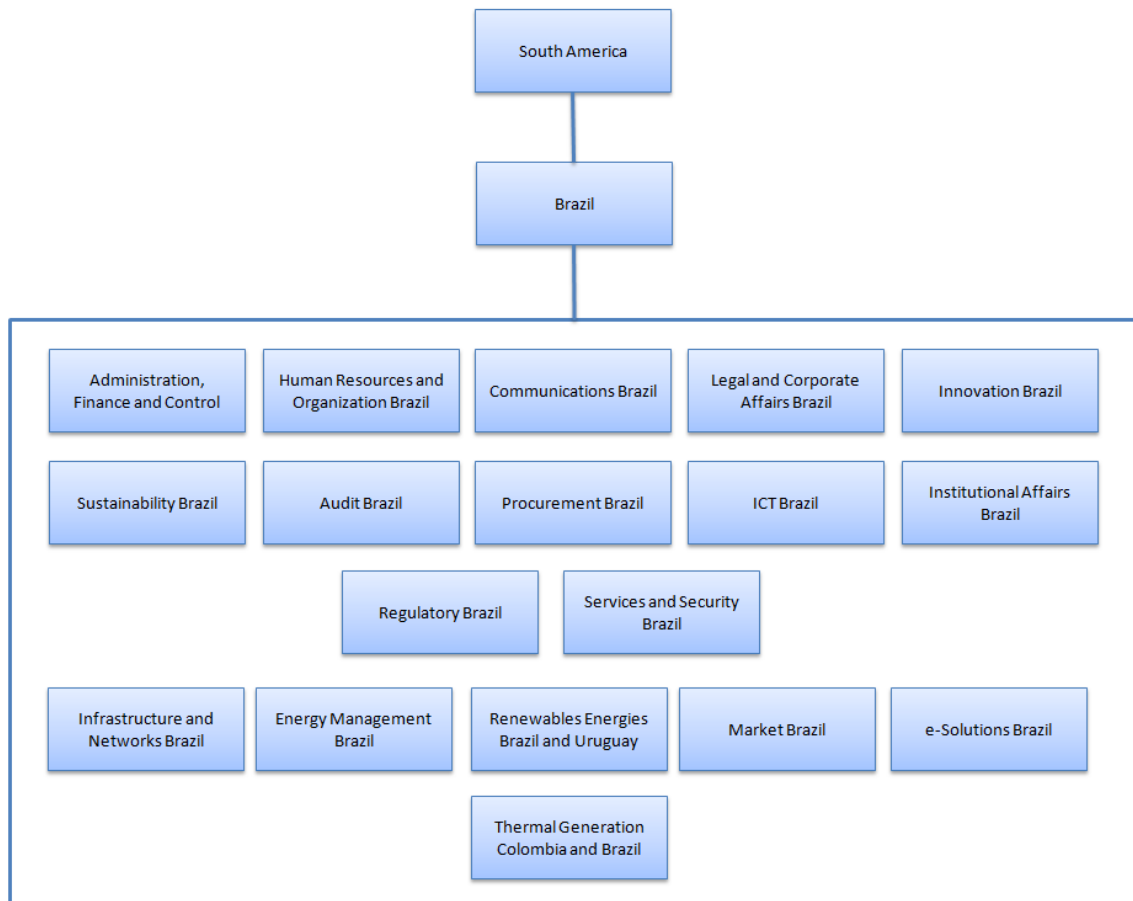 South America
Brazil
Administration,
Finance and Control
Human Resources and
Organization Brazil
Communications Brazil
Legal and Corporate
Affairs Brazil
Innovation Brazil
Sustainability Brazil
Audit Brazil
Procurement Brazil
ICT Brazil
Institutional Affairs
Brazil
Regulatory Brazil
Services and Security
Brazil
Infrastructure and
Networks Brazil
Energy Management
Brazil
Renewables Energies
Brazil and Uruguay
Market Brazil
e-Solutions Brazil
Thermal Generation
Colombia and Brazil